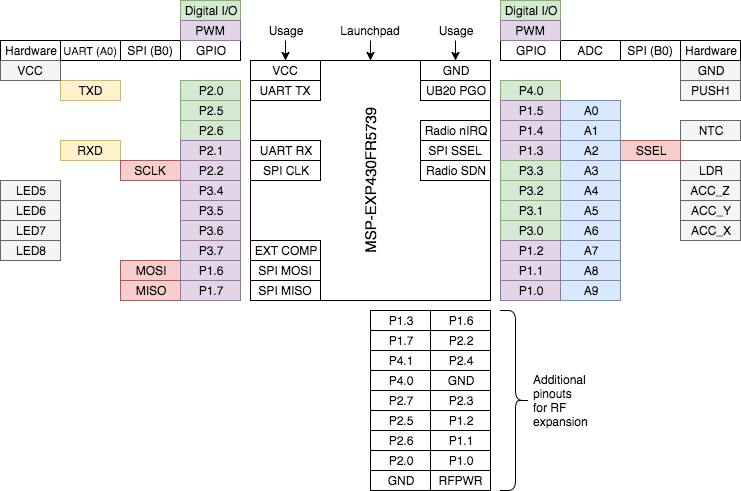 Digital I/O Digital I/O
PWM Usage Launchpad Usage PWM
Hardware UART (A0) SPI (B0) GPIO GPIO ADC SPI (B0) Hardware
VCC VCC GND GND
TXD P2.0 UART TX UB20 PGO P4.0 PUSH1
P2.5 P1.5 A0
P2.6 Radio nIRQ P1.4 A1 NTC
RXD P2.1 UART RX SPI SSEL P1.3 A2 SSEL
SCLK P2.2 SPI CLK Radio SDN P3.3 A3 LDR
LED5 P3.4 P3.2 A4 ACC_Z
LED6 P3.5 P3.1 A5 ACC_Y
LED7 P3.6 P3.0 A6 ACC_X
LED8 P3.7 EXT COMP P1.2 A7
MOSI P1.6 SPI MOSI P1.1 A8
MISO P1.7 SPI MISO P1.0 A9
MSP-EXP430FR5739
P1.3 P1.6
P1.7 P2.2
P4.1 P2.4
P4.0 GND
P2.7 P2.3
P2.5 P1.2
P2.6 P1.1
P2.0 P1.0
GND RFPWR
Additional
pinouts
for RF
expansion